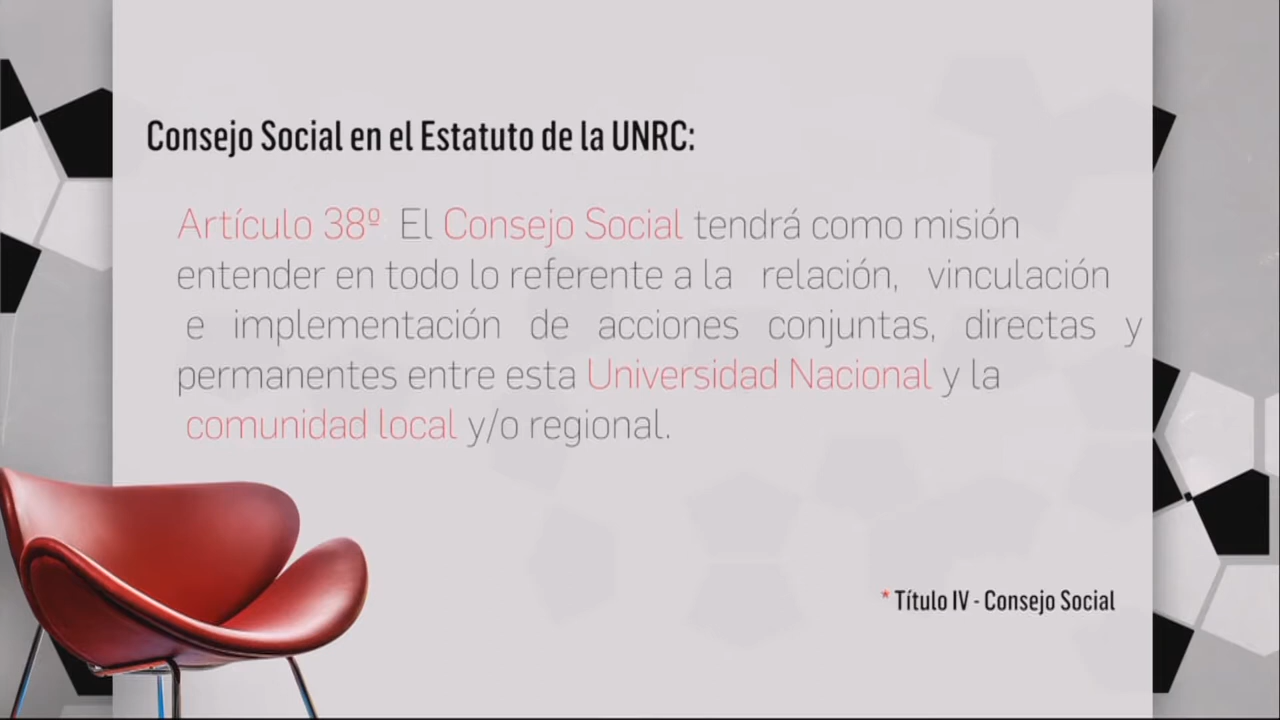 Consejo Social en el Estatuto de la UNRC:
Artículo 38º El Consejo Social tendrá como misión
entender en todo lo referente a la relación, vinculación
e implementación de acciones conjuntas, directas y
permanentes entre esta Universidad Nacional y la
comunidad local y/o regional.
* Título IV - Consejo Social